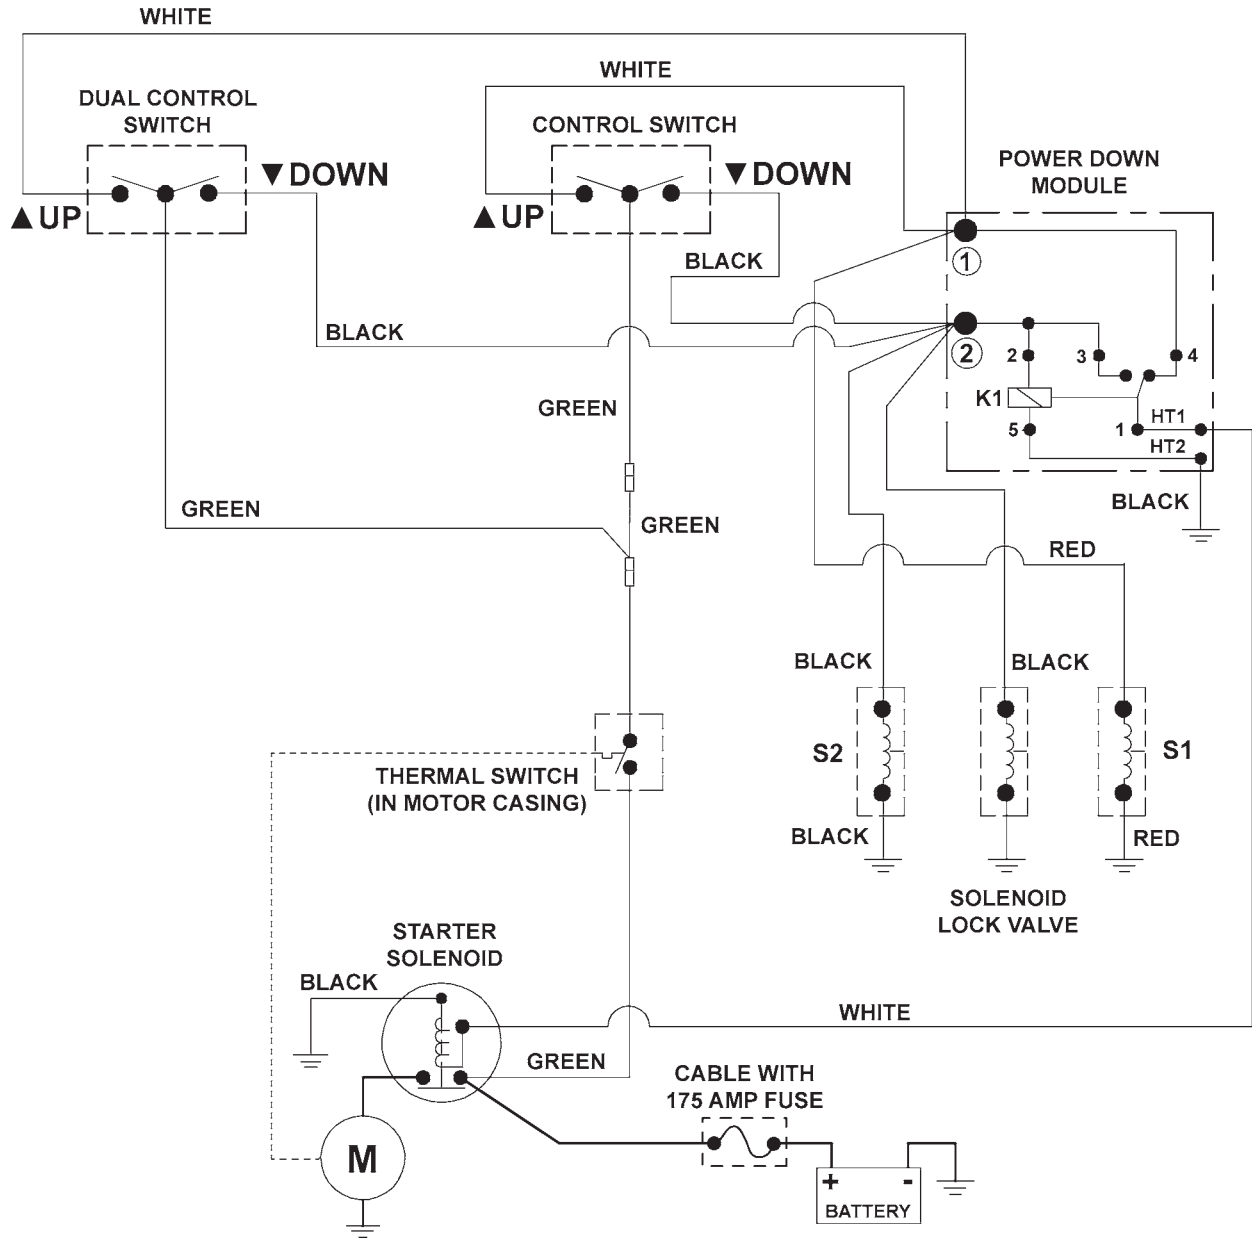 WHITE
WHITE
DUAL CONTROL
SWITCH
CONTROL SWITCH
POWER DOWN
MODULE
▼DOWN
▲UP
▼DOWN
▲UP
BLACK
1
BLACK
2
2
3
4
K1
GREEN
5
1
HT1
HT2
BLACK
GREEN
GREEN
RED
BLACK
BLACK
S2
S1
THERMAL SWITCH
(IN MOTOR CASING)
BLACK
RED
SOLENOID
LOCK VALVE
STARTER
SOLENOID
BLACK
WHITE
GREEN
CABLE WITH
175 AMP FUSE
M
+
-
BATTERY